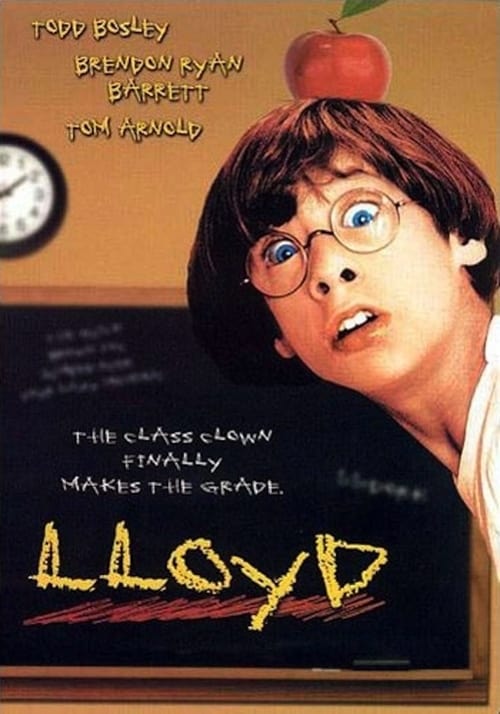 TODD BOSLEY
BRENDON RYAN
BARRETT
TOM ARNOLD
THE CLASS CLOWN
FINALLY
MAKES THE GRADE.
LLOYD